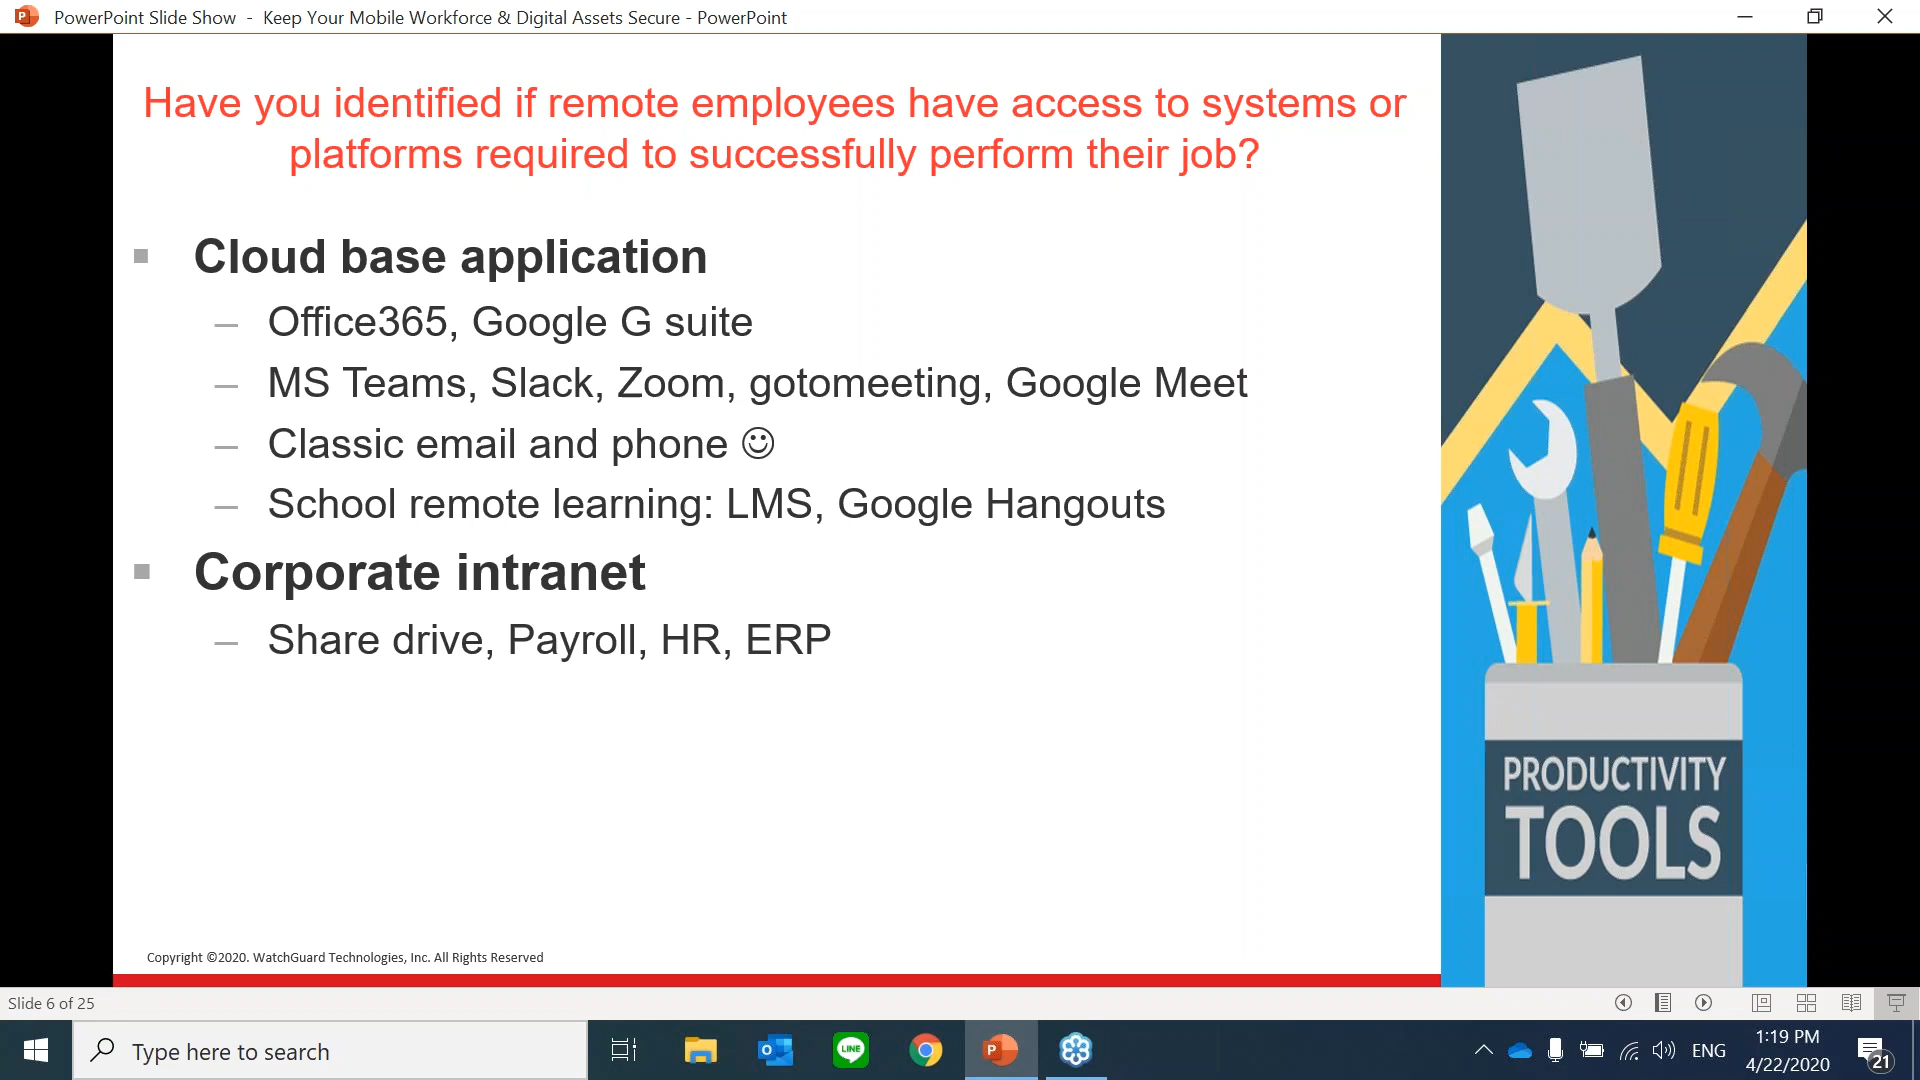 PowerPoint Slide Show - Keep Your Mobile Workforce & Digital Assets Secure - PowerPoint
Have you identified if remote employees have access to systems or
platforms required to successfully perform their job?
Cloud base application
– Office365, Google G suite
– MS Teams, Slack, Zoom, gotomeeting, Google Meet
– Classic email and phone ☺
– School remote learning: LMS, Google Hangouts
Corporate intranet
– Share drive, Payroll, HR, ERP
PRODUCTIVITY
TOOLS
Copyright ©2020. WatchGuard Technologies, Inc. All Rights Reserved
Slide 6 of 25
Type here to search
LINE
ENG
1:19 PM
4/22/2020
21